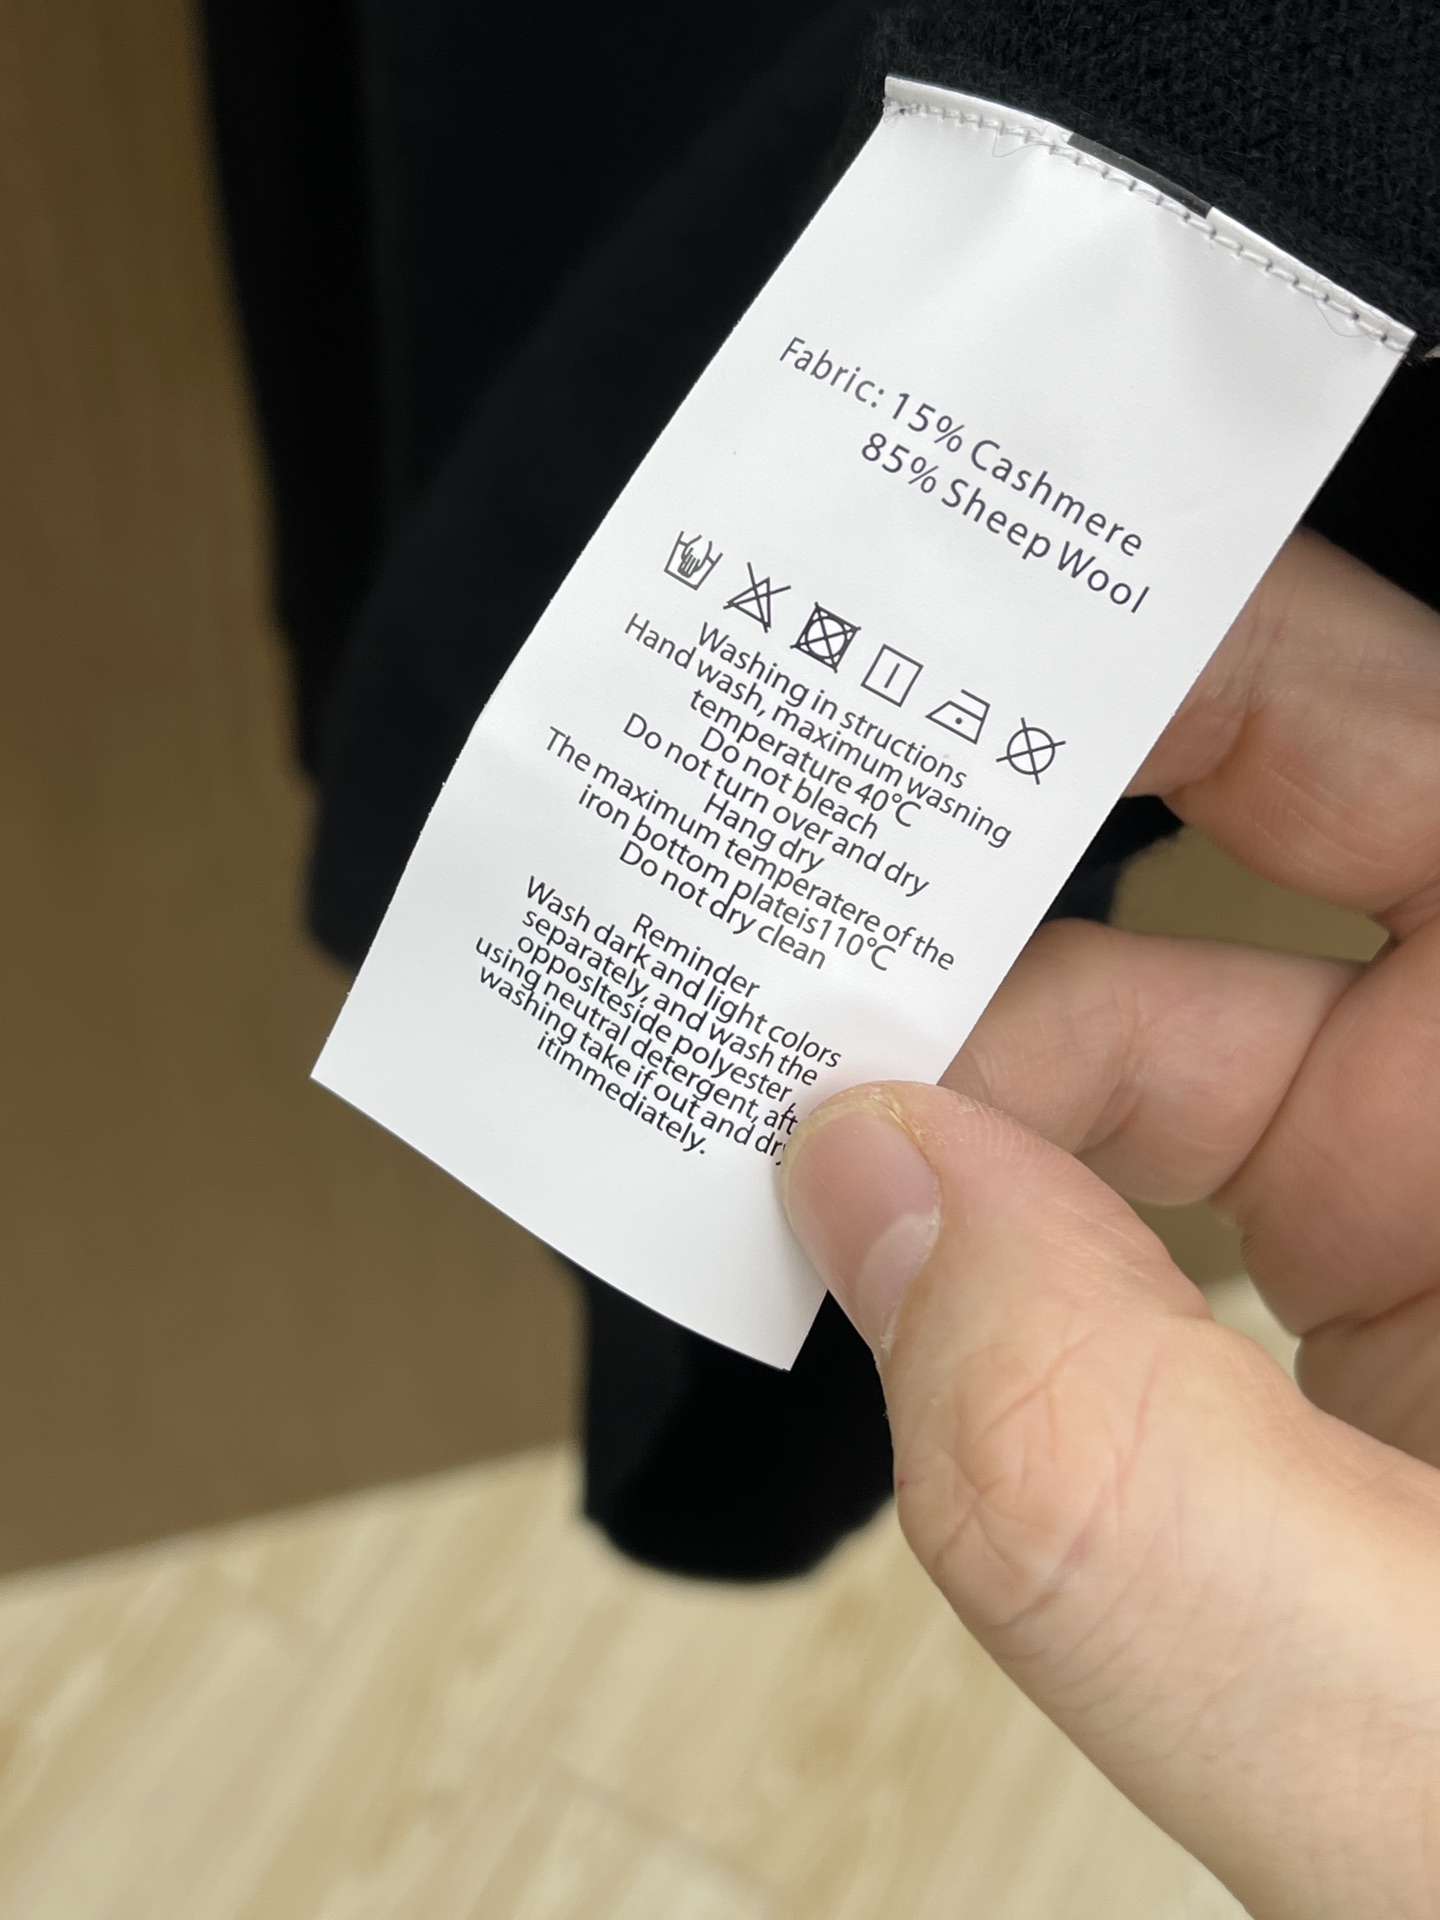 Fabric: 15% Cashmere
85% Sheep Wool
Washing in structions
Hand wash, maximum wasning
temperature 40°C
Do not bleach
Do not turn over and dry
Hang dry
The maximum temperatere of the
iron bottom plateis110°C
Do not dry clean
Reminder
Wash dark and light colors
separately, and wash the
opposlteside polyester,
using neutral detergent,
washing take if out and
itimmediately.